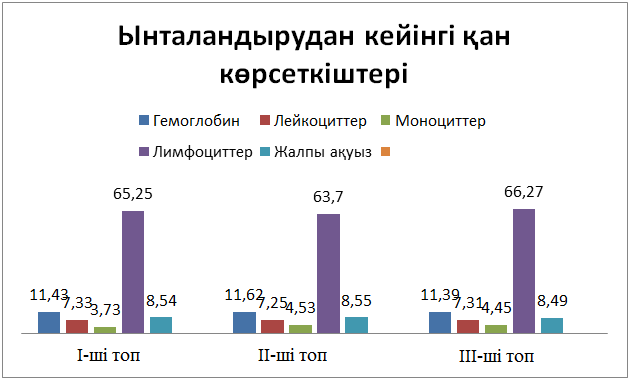 Ынталандырудан кейінгі қан
көрсеткіштері
Гемоглобин Лейкоциттер Моноциттер
Лимфоциттер Жалпы ақуыз
65,25 63,7 66,27
11,43 7,33 3,73 8,54 11,62 7,25 4,53 8,55 11,39 7,31 4,45 8,49
I-ші топ II-ші топ III-ші топ